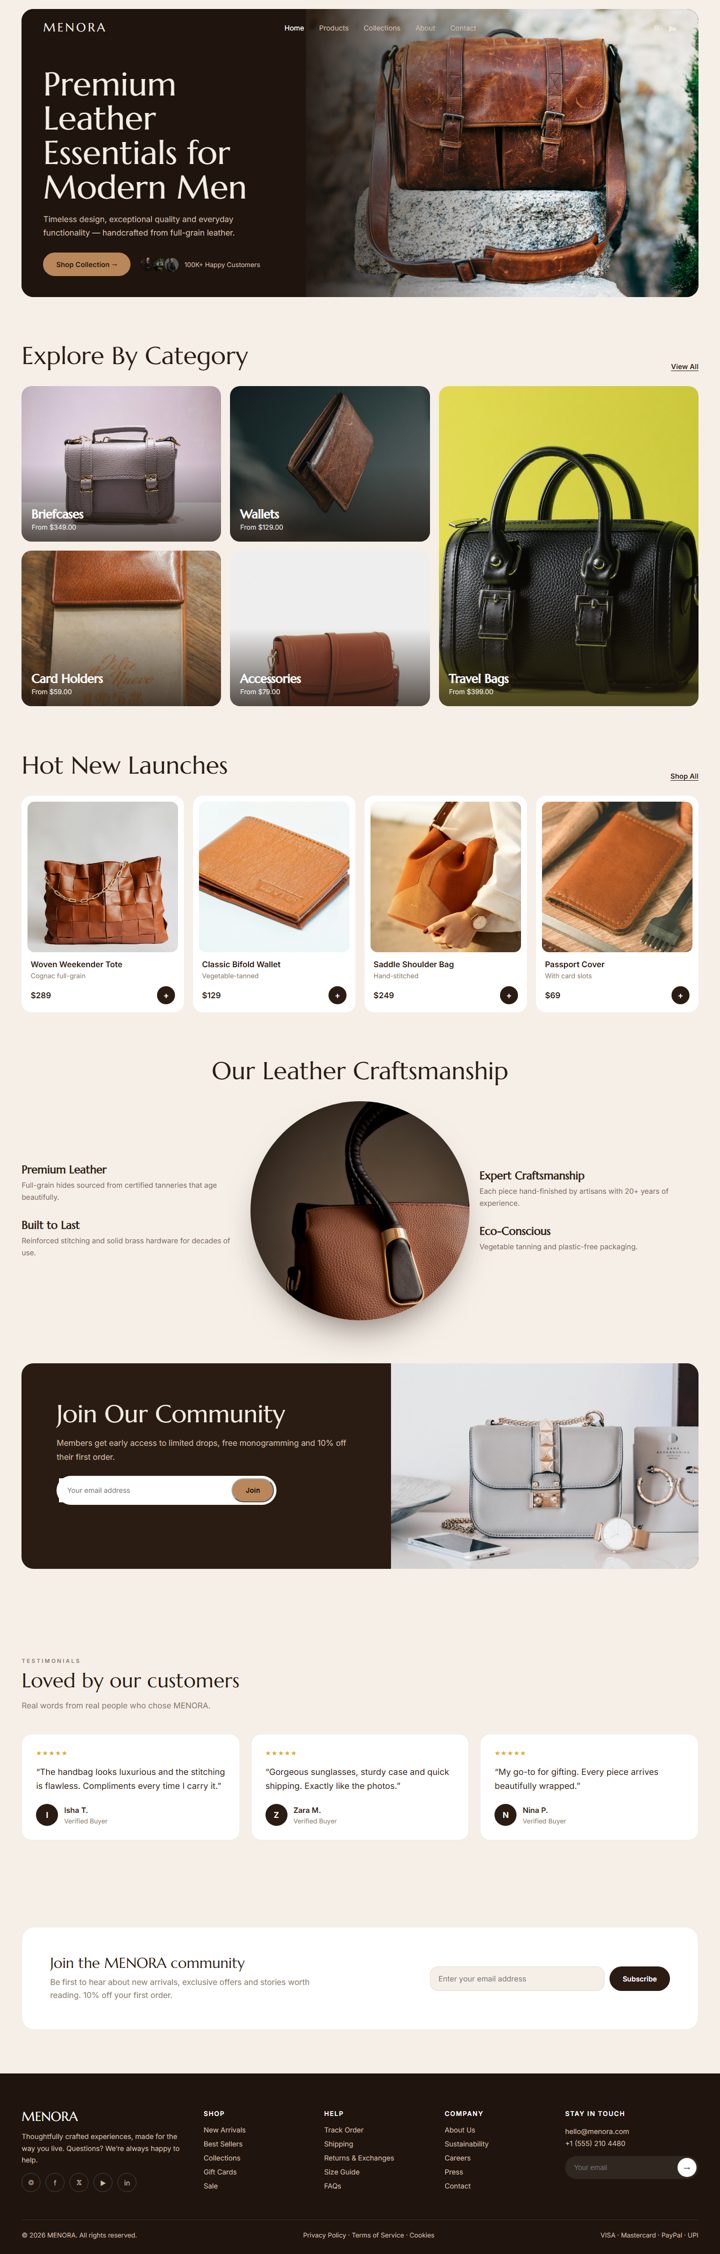 MENORA
Home Products Collections About Contact
Premium
Leather
Essentials for
Modern Men
Timeless design, exceptional quality and everyday
functionality — handcrafted from full-grain leather.
Shop Collection →
100K+ Happy Customers
Explore By Category
View All
Briefcases
From $349.00
Wallets
From $129.00
Card Holders
From $59.00
Accessories
From $79.00
Travel Bags
From $399.00
Hot New Launches
Shop All
Woven Weekender Tote
Cognac full-grain
$289
+
Classic Bifold Wallet
Vegetable-tanned
$129
+
Saddle Shoulder Bag
Hand-stitched
$249
+
Passport Cover
With card slots
$69
+
Our Leather Craftsmanship
Premium Leather
Full-grain hides sourced from certified tanneries that age
beautifully.
Built to Last
Reinforced stitching and solid brass hardware for decades of
use.
Expert Craftsmanship
Each piece hand-finished by artisans with 20+ years of
experience.
Eco-Conscious
Vegetable tanning and plastic-free packaging.
Join Our Community
Members get early access to limited drops, free monogramming and 10% off
their first order.
Your email address
Join
TESTIMONIALS
Loved by our customers
Real words from real people who chose MENORA.
★★★★★
“The handbag looks luxurious and the stitching
is flawless. Compliments every time I carry it.”
I
Isha T.
Verified Buyer
★★★★★
“Gorgeous sunglasses, sturdy case and quick
shipping. Exactly like the photos.”
Z
Zara M.
Verified Buyer
★★★★★
“My go-to for gifting. Every piece arrives
beautifully wrapped.”
N
Nina P.
Verified Buyer
Join the MENORA community
Be first to hear about new arrivals, exclusive offers and stories worth
reading. 10% off your first order.
Enter your email address
Subscribe
MENORA
Thoughtfully crafted experiences, made for the
way you live. Questions? We're always happy to
help.
f 𝕏 ▶ in
SHOP
New Arrivals
Best Sellers
Collections
Gift Cards
Sale
HELP
Track Order
Shipping
Returns & Exchanges
Size Guide
FAQs
COMPANY
About Us
Sustainability
Careers
Press
Contact
STAY IN TOUCH
hello@menora.com
+1 (555) 210 4480
Your email
→
© 2026 MENORA. All rights reserved.
Privacy Policy · Terms of Service · Cookies
VISA · Mastercard · PayPal · UPI